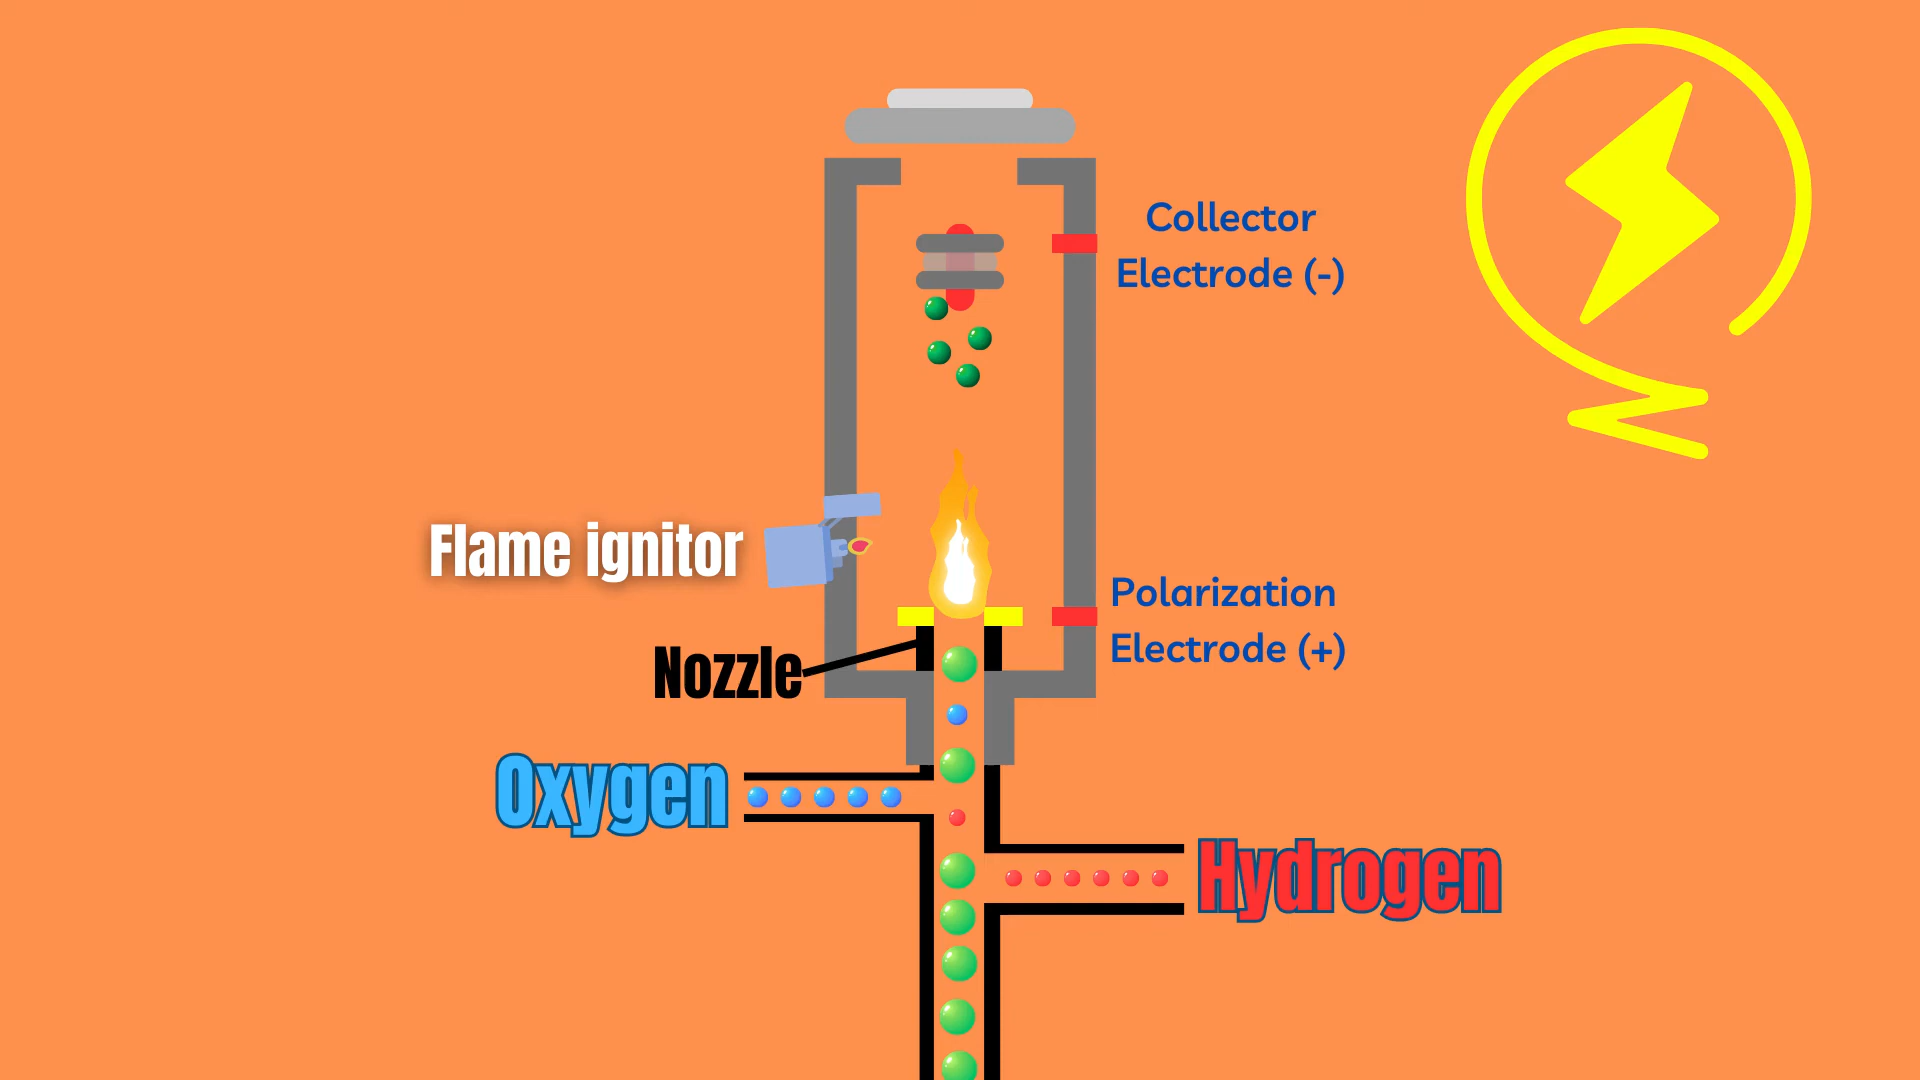 Collector
Electrode (-)
Flame ignitor
Polarization
Electrode (+)
Nozzle
Oxygen
Hydrogen